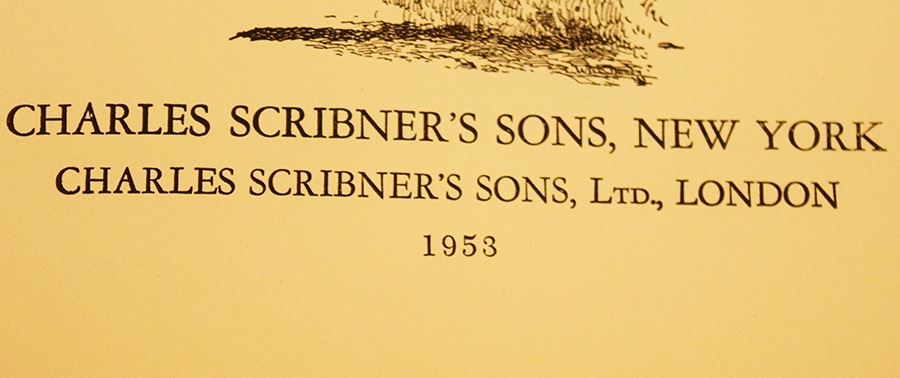 CHARLES SCRIBNER'S SONS, NEW YORK
CHARLES SCRIBNER'S SONS, LTD., LONDON
1953